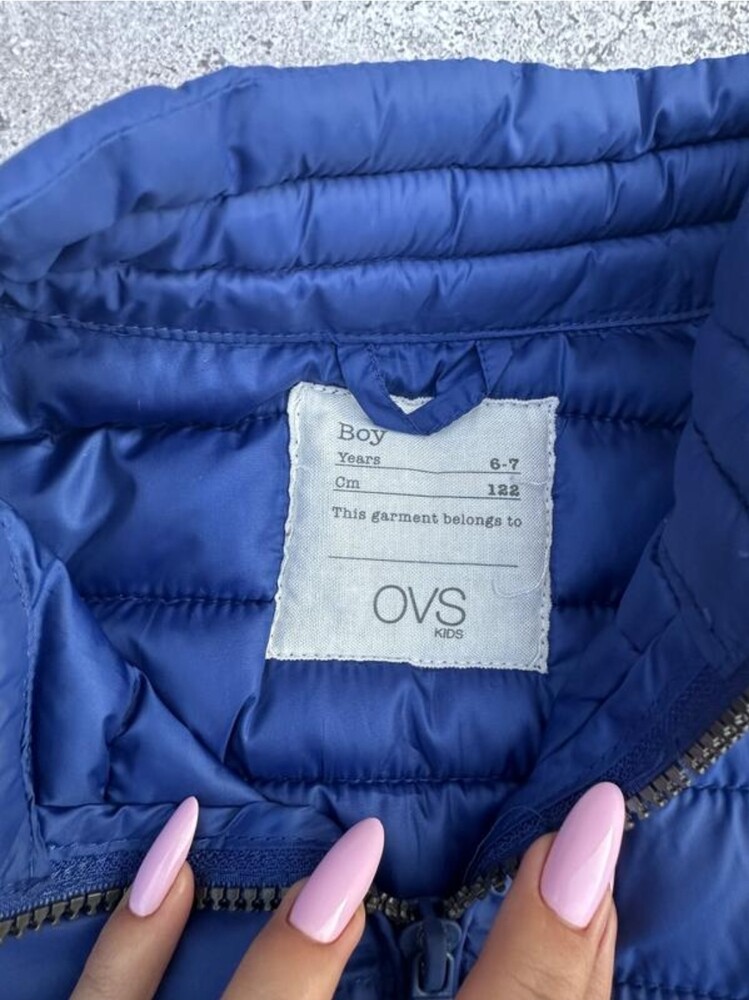 Boy
Years 6-7
Cm 122
This garment belongs to
OVS
KIDS